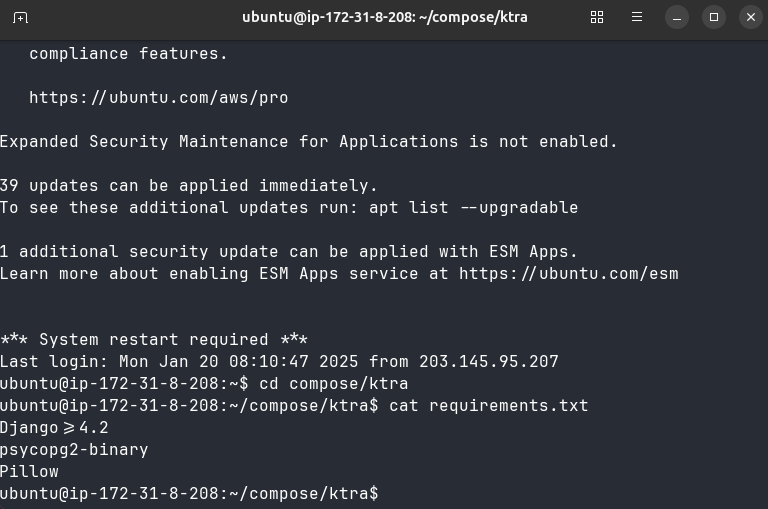 ubuntu@ip-172-31-8-208: ~/compose/ktra
compliance features.
https://ubuntu.com/aws/pro
Expanded Security Maintenance for Applications is not enabled.
39 updates can be applied immediately.
To see these additional updates run: apt list --upgradable
1 additional security update can be applied with ESM Apps.
Learn more about enabling ESM Apps service at https://ubuntu.com/esm
*** System restart required ***
Last login: Mon Jan 20 08:10:47 2025 from 203.145.95.207
ubuntu@ip-172-31-8-208:~$ cd compose/ktra
ubuntu@ip-172-31-8-208:~/compose/ktra$ cat requirements.txt
Django>=4.2
psycopg2-binary
Pillow
ubuntu@ip-172-31-8-208:~/compose/ktra$